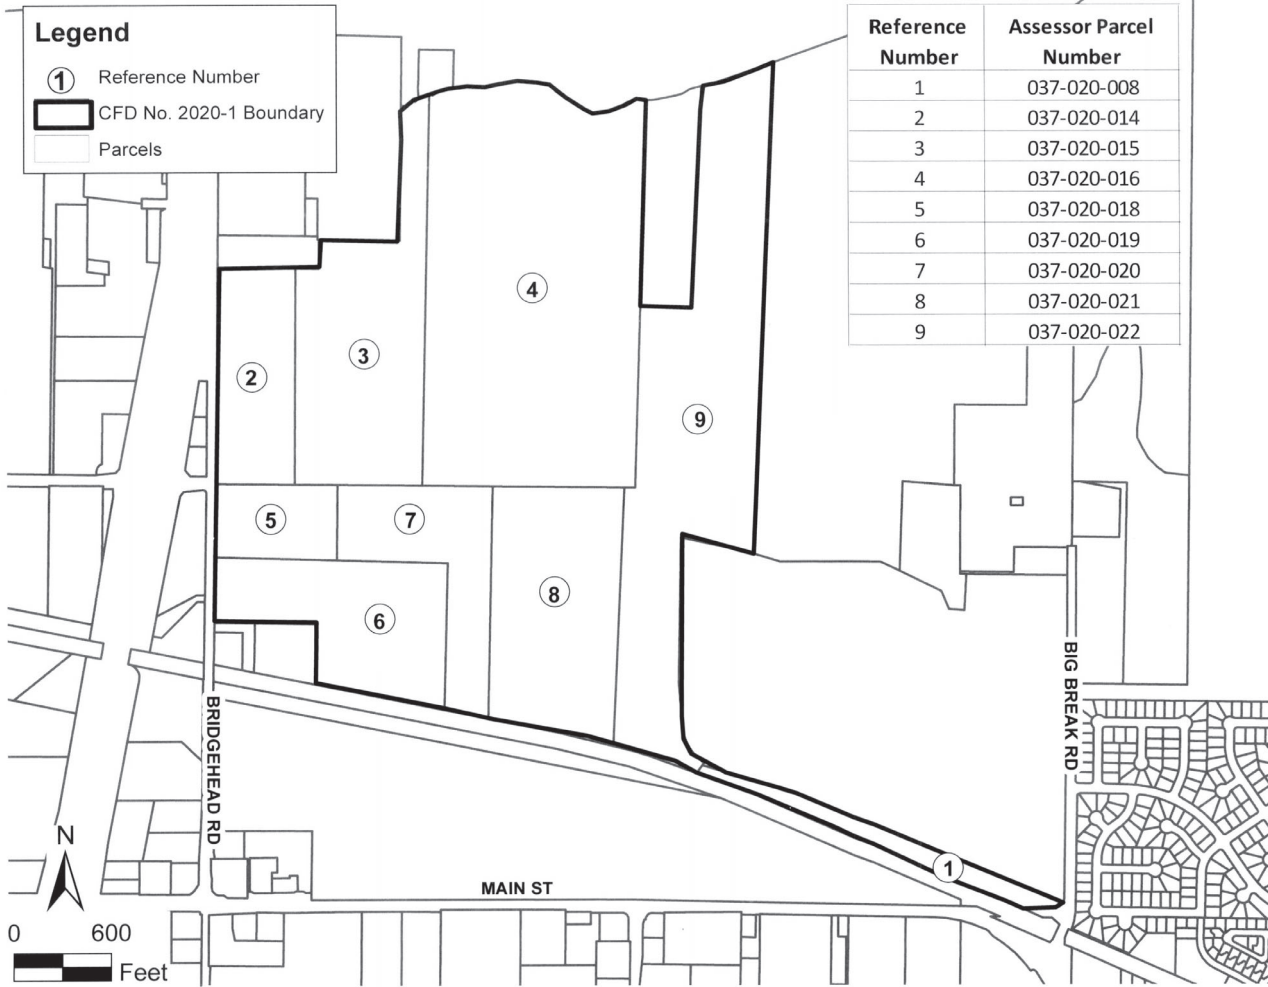 Legend
1 Reference Number
CFD No. 2020-1 Boundary
Parcels
Reference Number Assessor Parcel Number
1 037-020-008
2 037-020-014
3 037-020-015
4 037-020-016
5 037-020-018
6 037-020-019
7 037-020-020
8 037-020-021
9 037-020-022
4
3
2
9
5
7
8
6
BIG BREAK RD
BRIDGEHEAD RD
1
MAIN ST
N
0 600
Feet